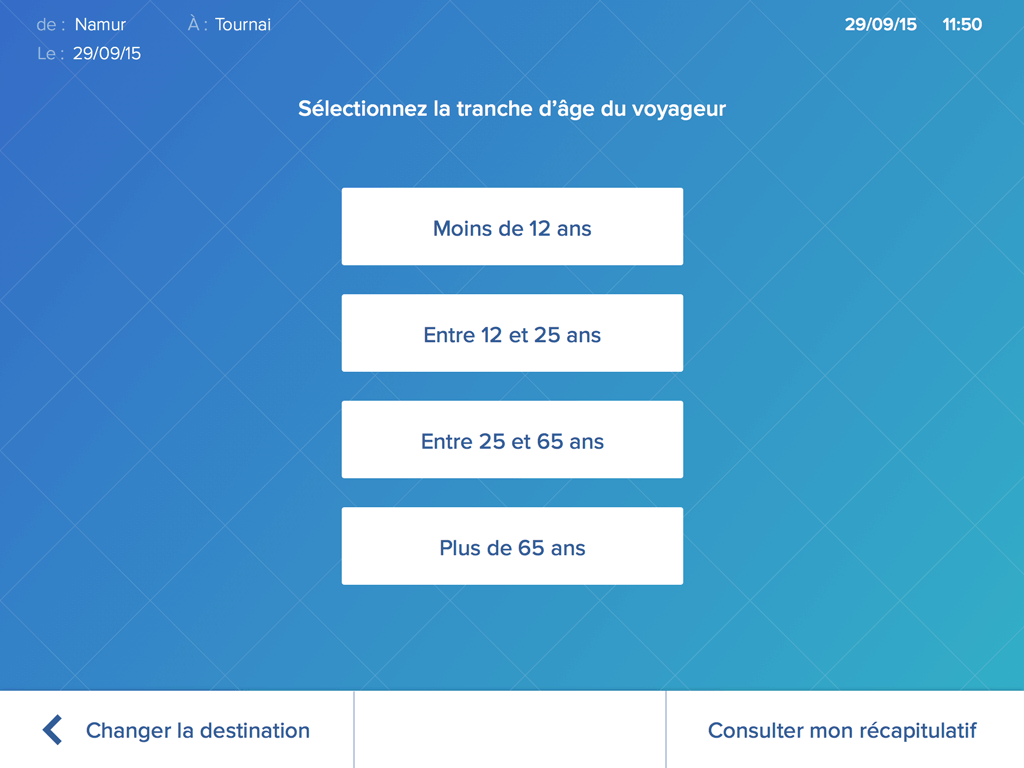 de : Namur À : Tournai 29/09/15 11:50
Le : 29/09/15
Sélectionnez la tranche d’âge du voyageur
Moins de 12 ans
Entre 12 et 25 ans
Entre 25 et 65 ans
Plus de 65 ans
Changer la destination Consulter mon récapitulatif